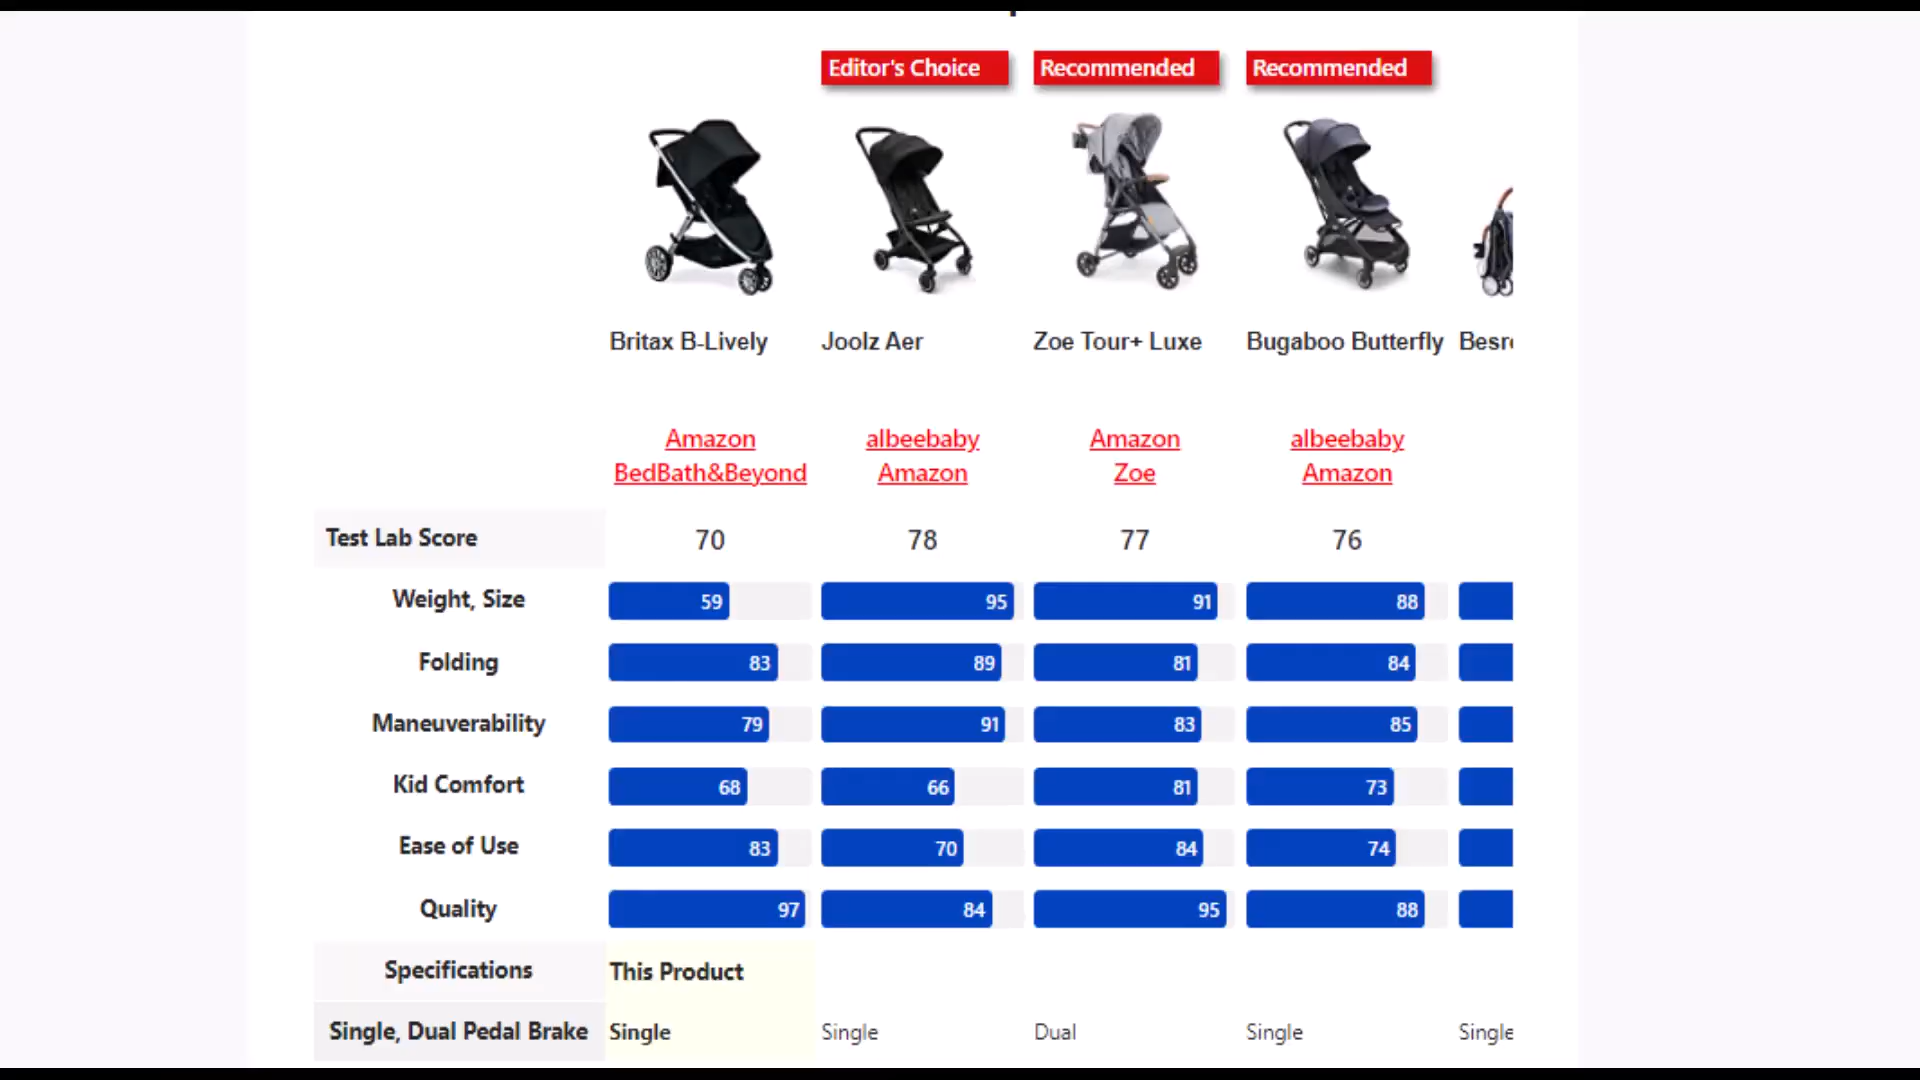 Editor's Choice Recommended Recommended
Britax B-Lively Joolz Aer Zoe Tour+ Luxe Bugaboo Butterfly
Amazon albeebaby Amazon albeebaby
BedBath&Beyond Amazon Zoe Amazon
Test Lab Score 70 78 77 76
Weight, Size 59 95 91 88
Folding 83 89 81 84
Maneuverability 79 91 83 85
Kid Comfort 68 66 81 73
Ease of Use 83 70 84 74
Quality 97 84 95 88
Specifications This Product
Single, Dual Pedal Brake Single Single Dual Single Single